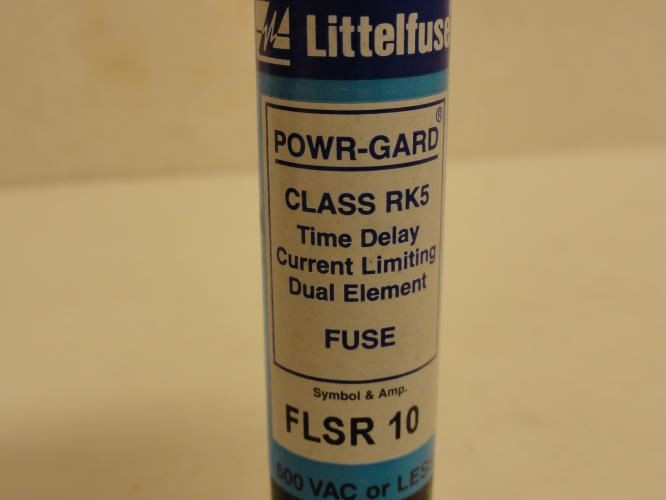 Littelfuse
POWR-GARD®
CLASS RK5
Time Delay
Current Limiting
Dual Element
FUSE
Symbol & Amp.
FLSR 10
600 VAC or LESS